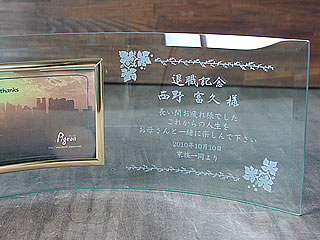 thanks
Pigeon
退職記念
西野 富久 様
長い間お疲れ様でした
これからの人生を
お母さんと一緒に楽しんで下さい
2010年10月10日
家族一同より